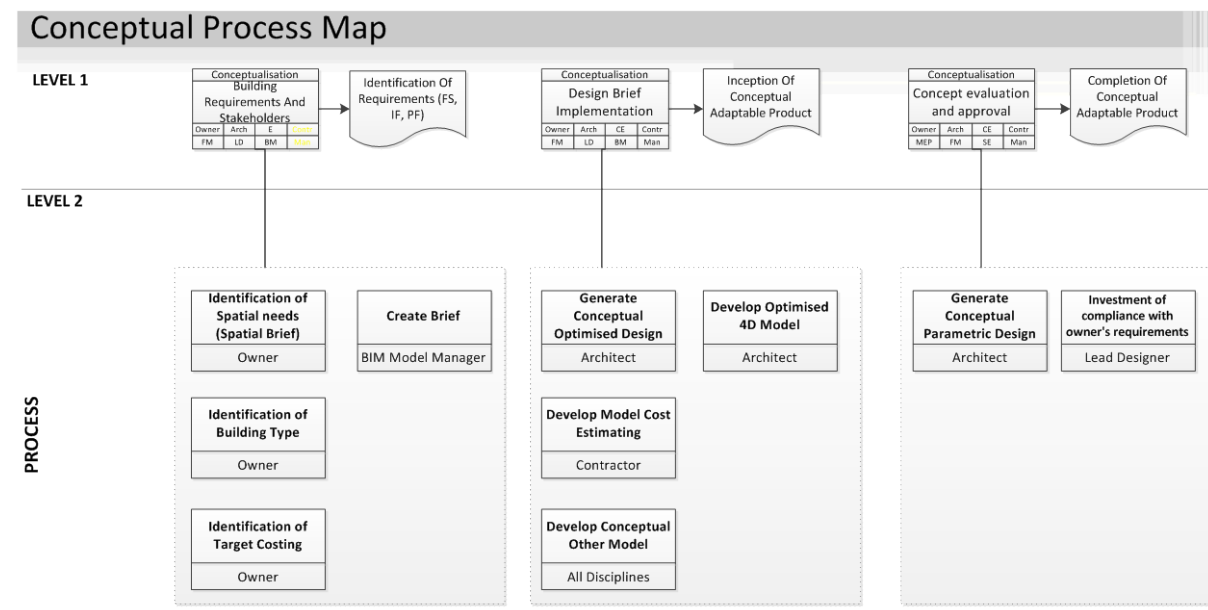 Conceptual Process Map
LEVEL 1
Conceptualisation
Building
Requirements And
Stakeholders
Owner Arch E Contr
FM LD BM Man
Identification Of
Requirements (FS,
IF, PF)
Conceptualisation
Design Brief
Implementation
Owner Arch CE Contr
FM LD BM Man
Inception Of
Conceptual
Adaptable Product
Conceptualisation
Concept evaluation
and approval
Owner Arch CE Contr
MEP FM SE Man
Completion Of
Conceptual
Adaptable Product
LEVEL 2
PROCESS
Identification of
Spatial needs
(Spatial Brief)
Owner
Create Brief
BIM Model Manager
Identification of
Building Type
Owner
Identification of
Target Costing
Owner
Generate
Conceptual
Optimised Design
Architect
Develop Optimised
4D Model
Architect
Develop Model Cost
Estimating
Contractor
Develop Conceptual
Other Model
All Disciplines
Generate
Conceptual
Parametric Design
Architect
Investment of
compliance with
owner's requirements
Lead Designer